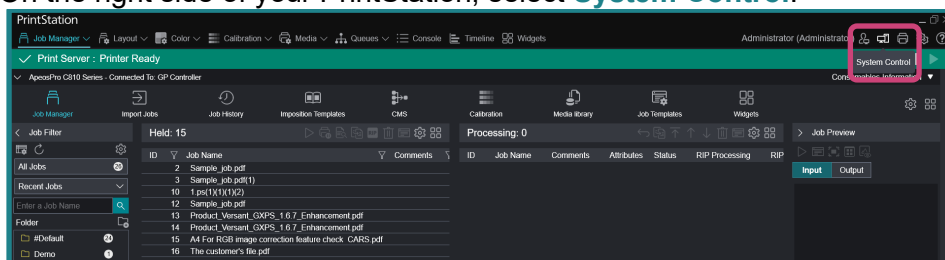 On the right side of your PrintStation, select System Control.
PrintStation
Job Manager Layout Color Calibration Media Queues Console Timeline Widgets Administrator (Administrato
Print Server : Printer Ready
System Control
ApeosPro C810 Series - Connected To: GP Controller Consumables Information
Job Manager Import Jobs Job History Imposition Templates CMS Calibration Media library Job Templates Widgets
Job Filter Held: 15 Processing: 0 Job Preview
ID Job Name Comments ID Job Name Comments Attributes Status RIP Processing RIP
All Jobs 25
Input Output
2 Sample_job.pdf
Recent Jobs
3 Sample_job.pdf(1)
10 1.ps(1)(1)(1)(2)
Enter a Job Name
12 Sample_job.pdf
13 Product_Versant_GXPS_1.6.7_Enhancement.pdf
Folder
14 Product_Versant_GXPS_1.6.7_Enhancement.pdf
#Default 24
15 A4 For RGB image correction feature check CARS.pdf
Demo 1
16 The customer's file.pdf